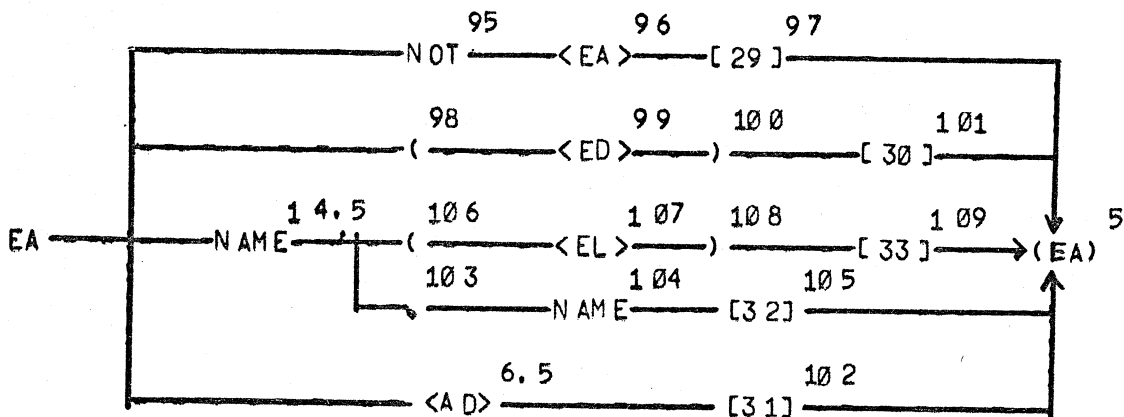 95 96 97
NOT <EA> [29]
98 99 100 101
( <ED> ) [30]
14.5 106 107 108 109 5
EA NAME ( <EL> ) [33] (EA)
103 104 105
NAME [32]
6.5 102
<AD> [31]